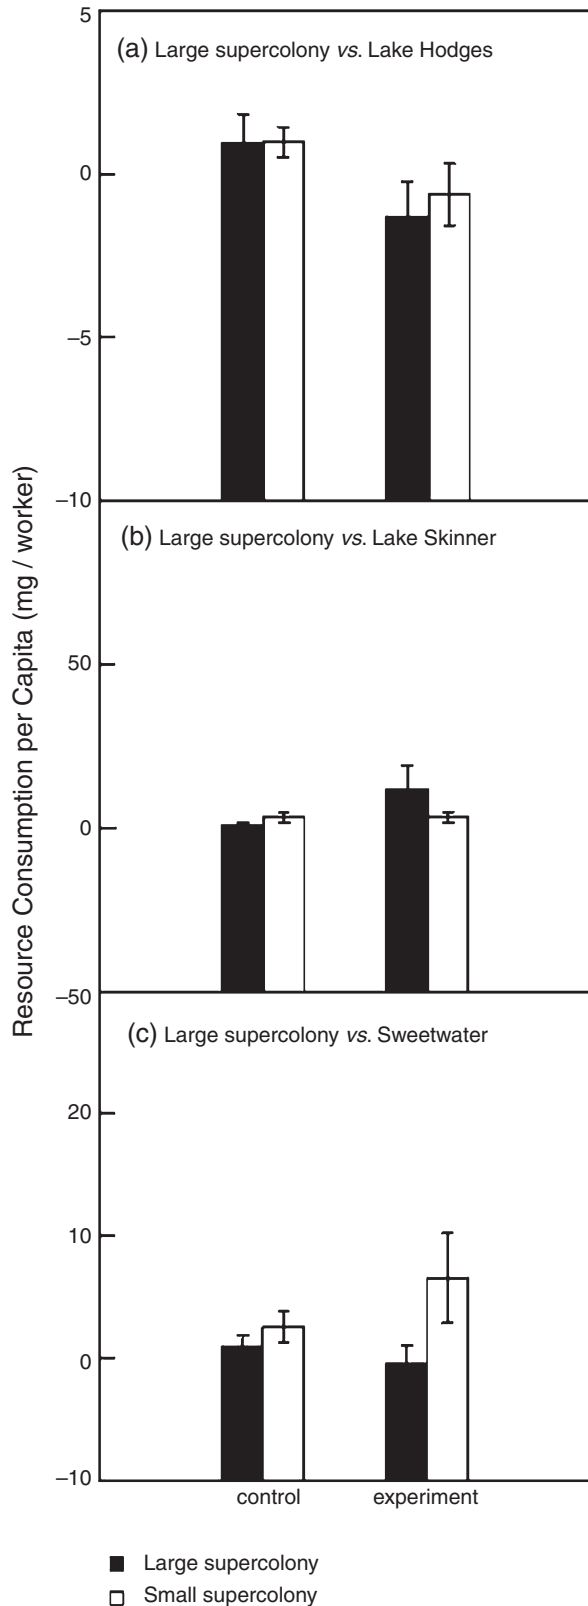 5
(a) Large supercolony vs. Lake Hodges
0
–5
–10
Resource Consumption per Capita (mg / worker)
(b) Large supercolony vs. Lake Skinner
50
0
–50
(c) Large supercolony vs. Sweetwater
20
10
0
–10
control experiment
Large supercolony
Small supercolony